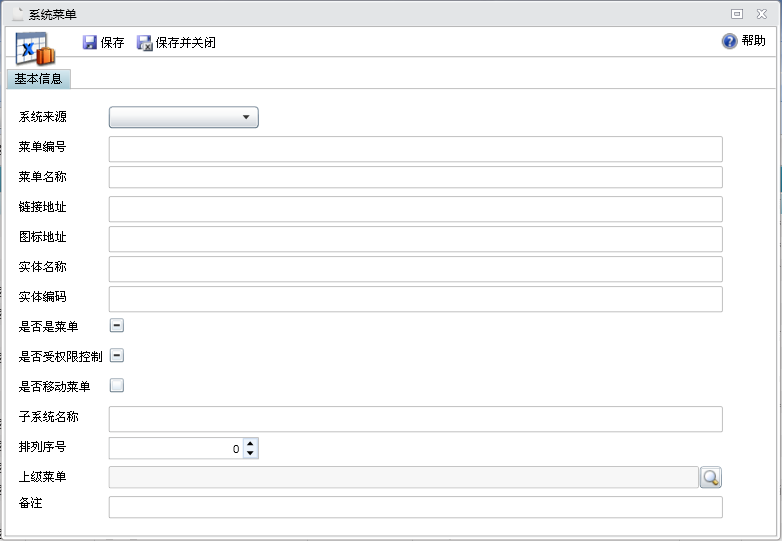 系统菜单
保存 保存并关闭 帮助
基本信息
系统来源
菜单编号
菜单名称
链接地址
图标地址
实体名称
实体编码
是否是菜单
是否受权限控制
是否移动菜单
子系统名称
排列序号 0
上级菜单
备注